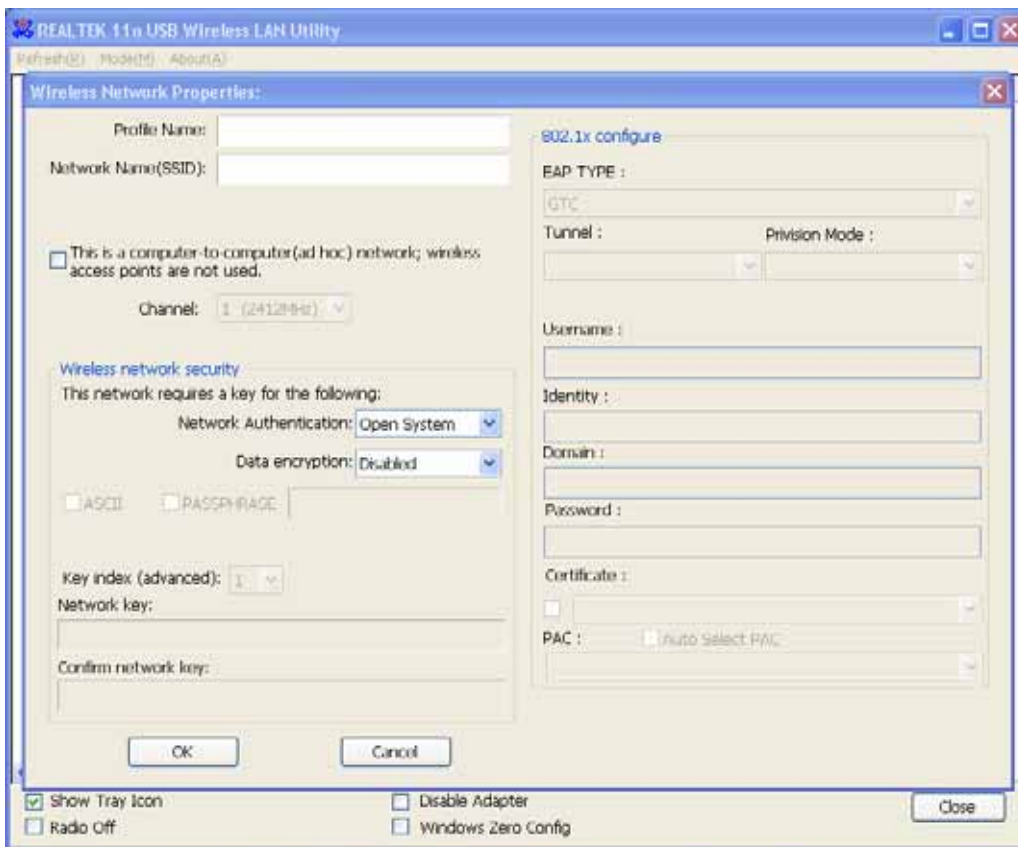 REALTEK 11n USB Wireless LAN Utility
Refresh(R) Mode(M) About(A)
Wireless Network Properties:
Profile Name:
Network Name(SSID):
This is a computer-to-computer(ad hoc) network; wireless
access points are not used.
Channel: 1 (2412MHz)
Wireless network security
This network requires a key for the following:
Network Authentication: Open System
Data encryption: Disabled
ASCII PASSPHRASE
Key index (advanced): 1
Network key:
Confirm network key:
OK Cancel
802.1x configure
EAP TYPE :
GTC
Tunnel : Privision Mode :
Username :
Identity :
Domain :
Password :
Certificate :
PAC : Auto Select PAC
Show Tray Icon Disable Adapter Close
Radio Off Windows Zero Config